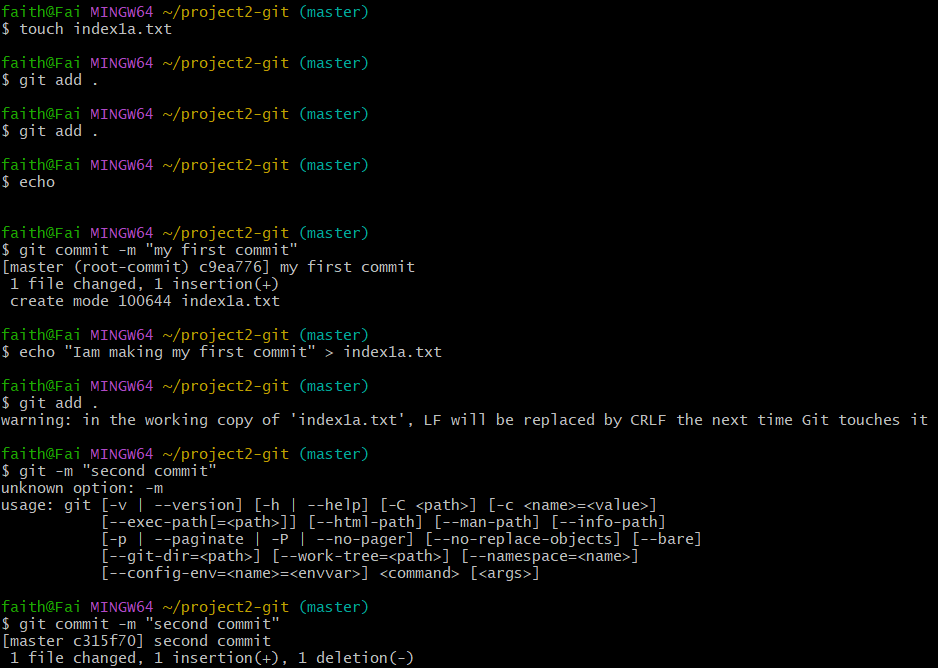 faith@Fai MINGW64 ~/project2-git (master)
$ touch index1a.txt
faith@Fai MINGW64 ~/project2-git (master)
$ git add .
faith@Fai MINGW64 ~/project2-git (master)
$ git add .
faith@Fai MINGW64 ~/project2-git (master)
$ echo
faith@Fai MINGW64 ~/project2-git (master)
$ git commit -m "my first commit"
[master (root-commit) c9ea776] my first commit
 1 file changed, 1 insertion(+)
 create mode 100644 index1a.txt
faith@Fai MINGW64 ~/project2-git (master)
$ echo "Iam making my first commit" > index1a.txt
faith@Fai MINGW64 ~/project2-git (master)
$ git add .
warning: in the working copy of 'index1a.txt', LF will be replaced by CRLF the next time Git touches it
faith@Fai MINGW64 ~/project2-git (master)
$ git -m "second commit"
unknown option: -m
usage: git [-v | --version] [-h | --help] [-C <path>] [-c <name>=<value>]
           [--exec-path[=<path>]] [--html-path] [--man-path] [--info-path]
           [-p | --paginate | -P | --no-pager] [--no-replace-objects] [--bare]
           [--git-dir=<path>] [--work-tree=<path>] [--namespace=<name>]
           [--config-env=<name>=<envvar>] <command> [<args>]
faith@Fai MINGW64 ~/project2-git (master)
$ git commit -m "second commit"
[master c315f70] second commit
 1 file changed, 1 insertion(+), 1 deletion(-)